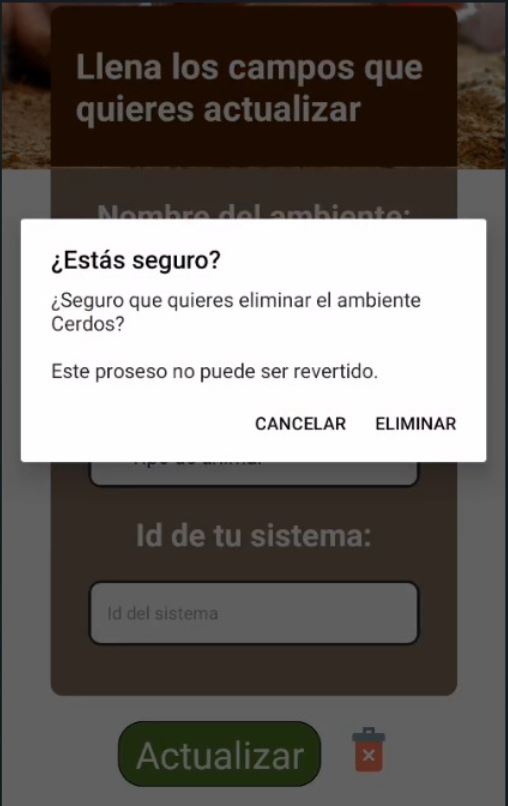 Llena los campos que
quieres actualizar
Nombre del ambiente:
¿Estás seguro?
¿Seguro que quieres eliminar el ambiente
Cerdos?
Este proseso no puede ser revertido.
CANCELAR ELIMINAR
Tipo de animal
Id de tu sistema:
Id del sistema
Actualizar